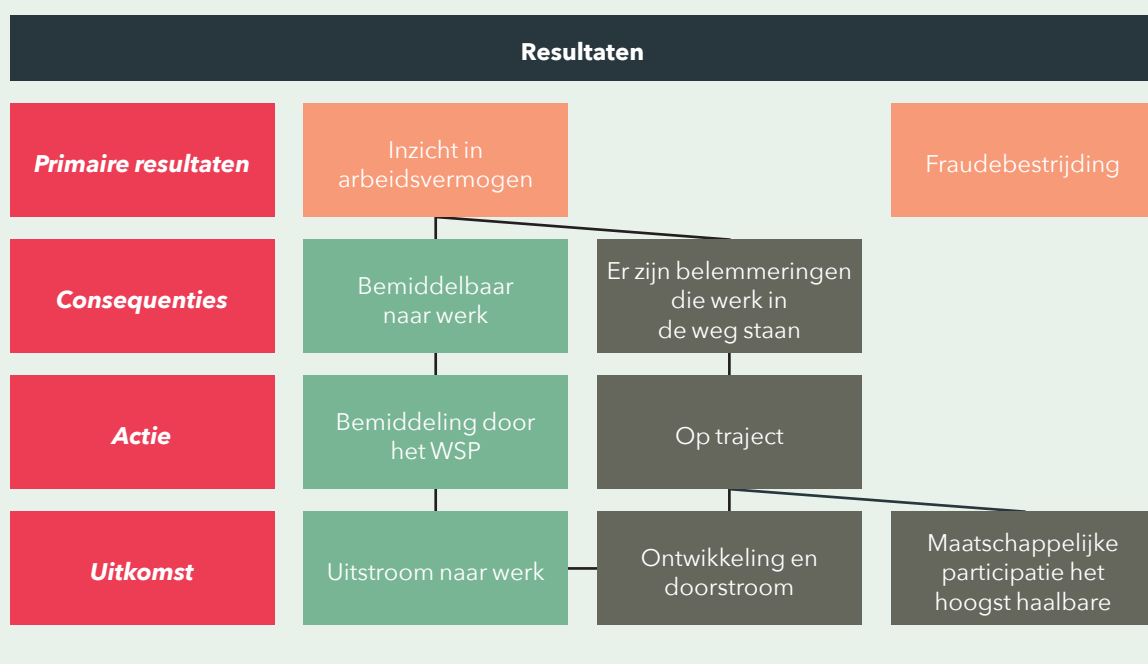 Resultaten
Primaire resultaten
Inzicht in
arbeidsvermogen
Fraudebestrijding
Consequenties
Bemiddelbaar
naar werk
Er zijn belemmeringen
die werk in
de weg staan
Actie
Bemiddeling door
het WSP
Op traject
Uitkomst
Uitstroom naar werk
Ontwikkeling en
doorstroom
Maatschappelijke
participatie het
hoogst haalbare